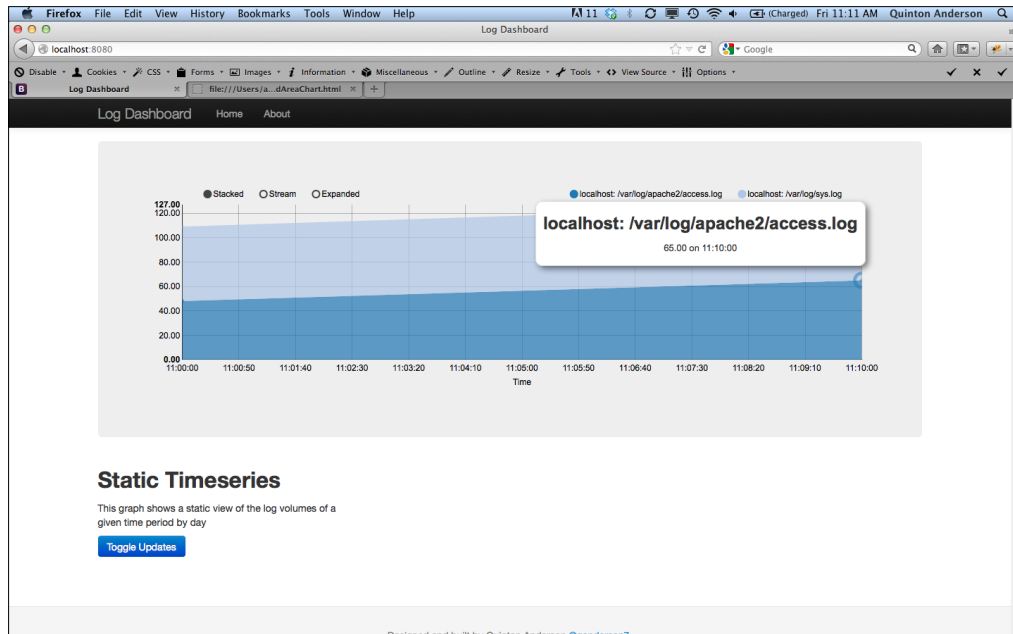 Firefox File Edit View History Bookmarks Tools Window Help 11 (Charged) Fri 11:11 AM Quinton Anderson
Log Dashboard
localhost:8080 Google
Disable Cookies CSS Forms Images Information Miscellaneous Outline Resize Tools View Source Options
Log Dashboard file:///Users/a...dAreaChart.html
Log Dashboard Home About
Stacked Stream Expanded localhost: /var/log/apache2/access.log localhost: /var/log/sys.log
127.00
120.00
localhost: /var/log/apache2/access.log
100.00
65.00 on 11:10:00
80.00
60.00
40.00
20.00
0.00
11:00:00 11:00:50 11:01:40 11:02:30 11:03:20 11:04:10 11:05:00 11:05:50 11:06:40 11:07:30 11:08:20 11:09:10 11:10:00
Time
Static Timeseries
This graph shows a static view of the log volumes of a
given time period by day
Toggle Updates
Designed and built by Quinton Anderson